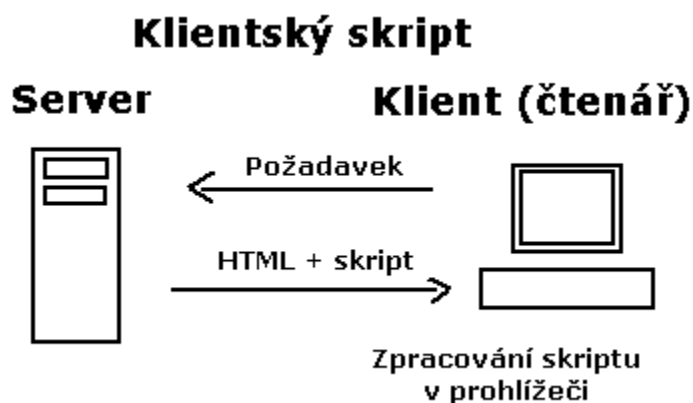 Klientský skript
Server
Klient (čtenář)
Požadavek
HTML + skript
Zpracování skriptu
v prohlížeči